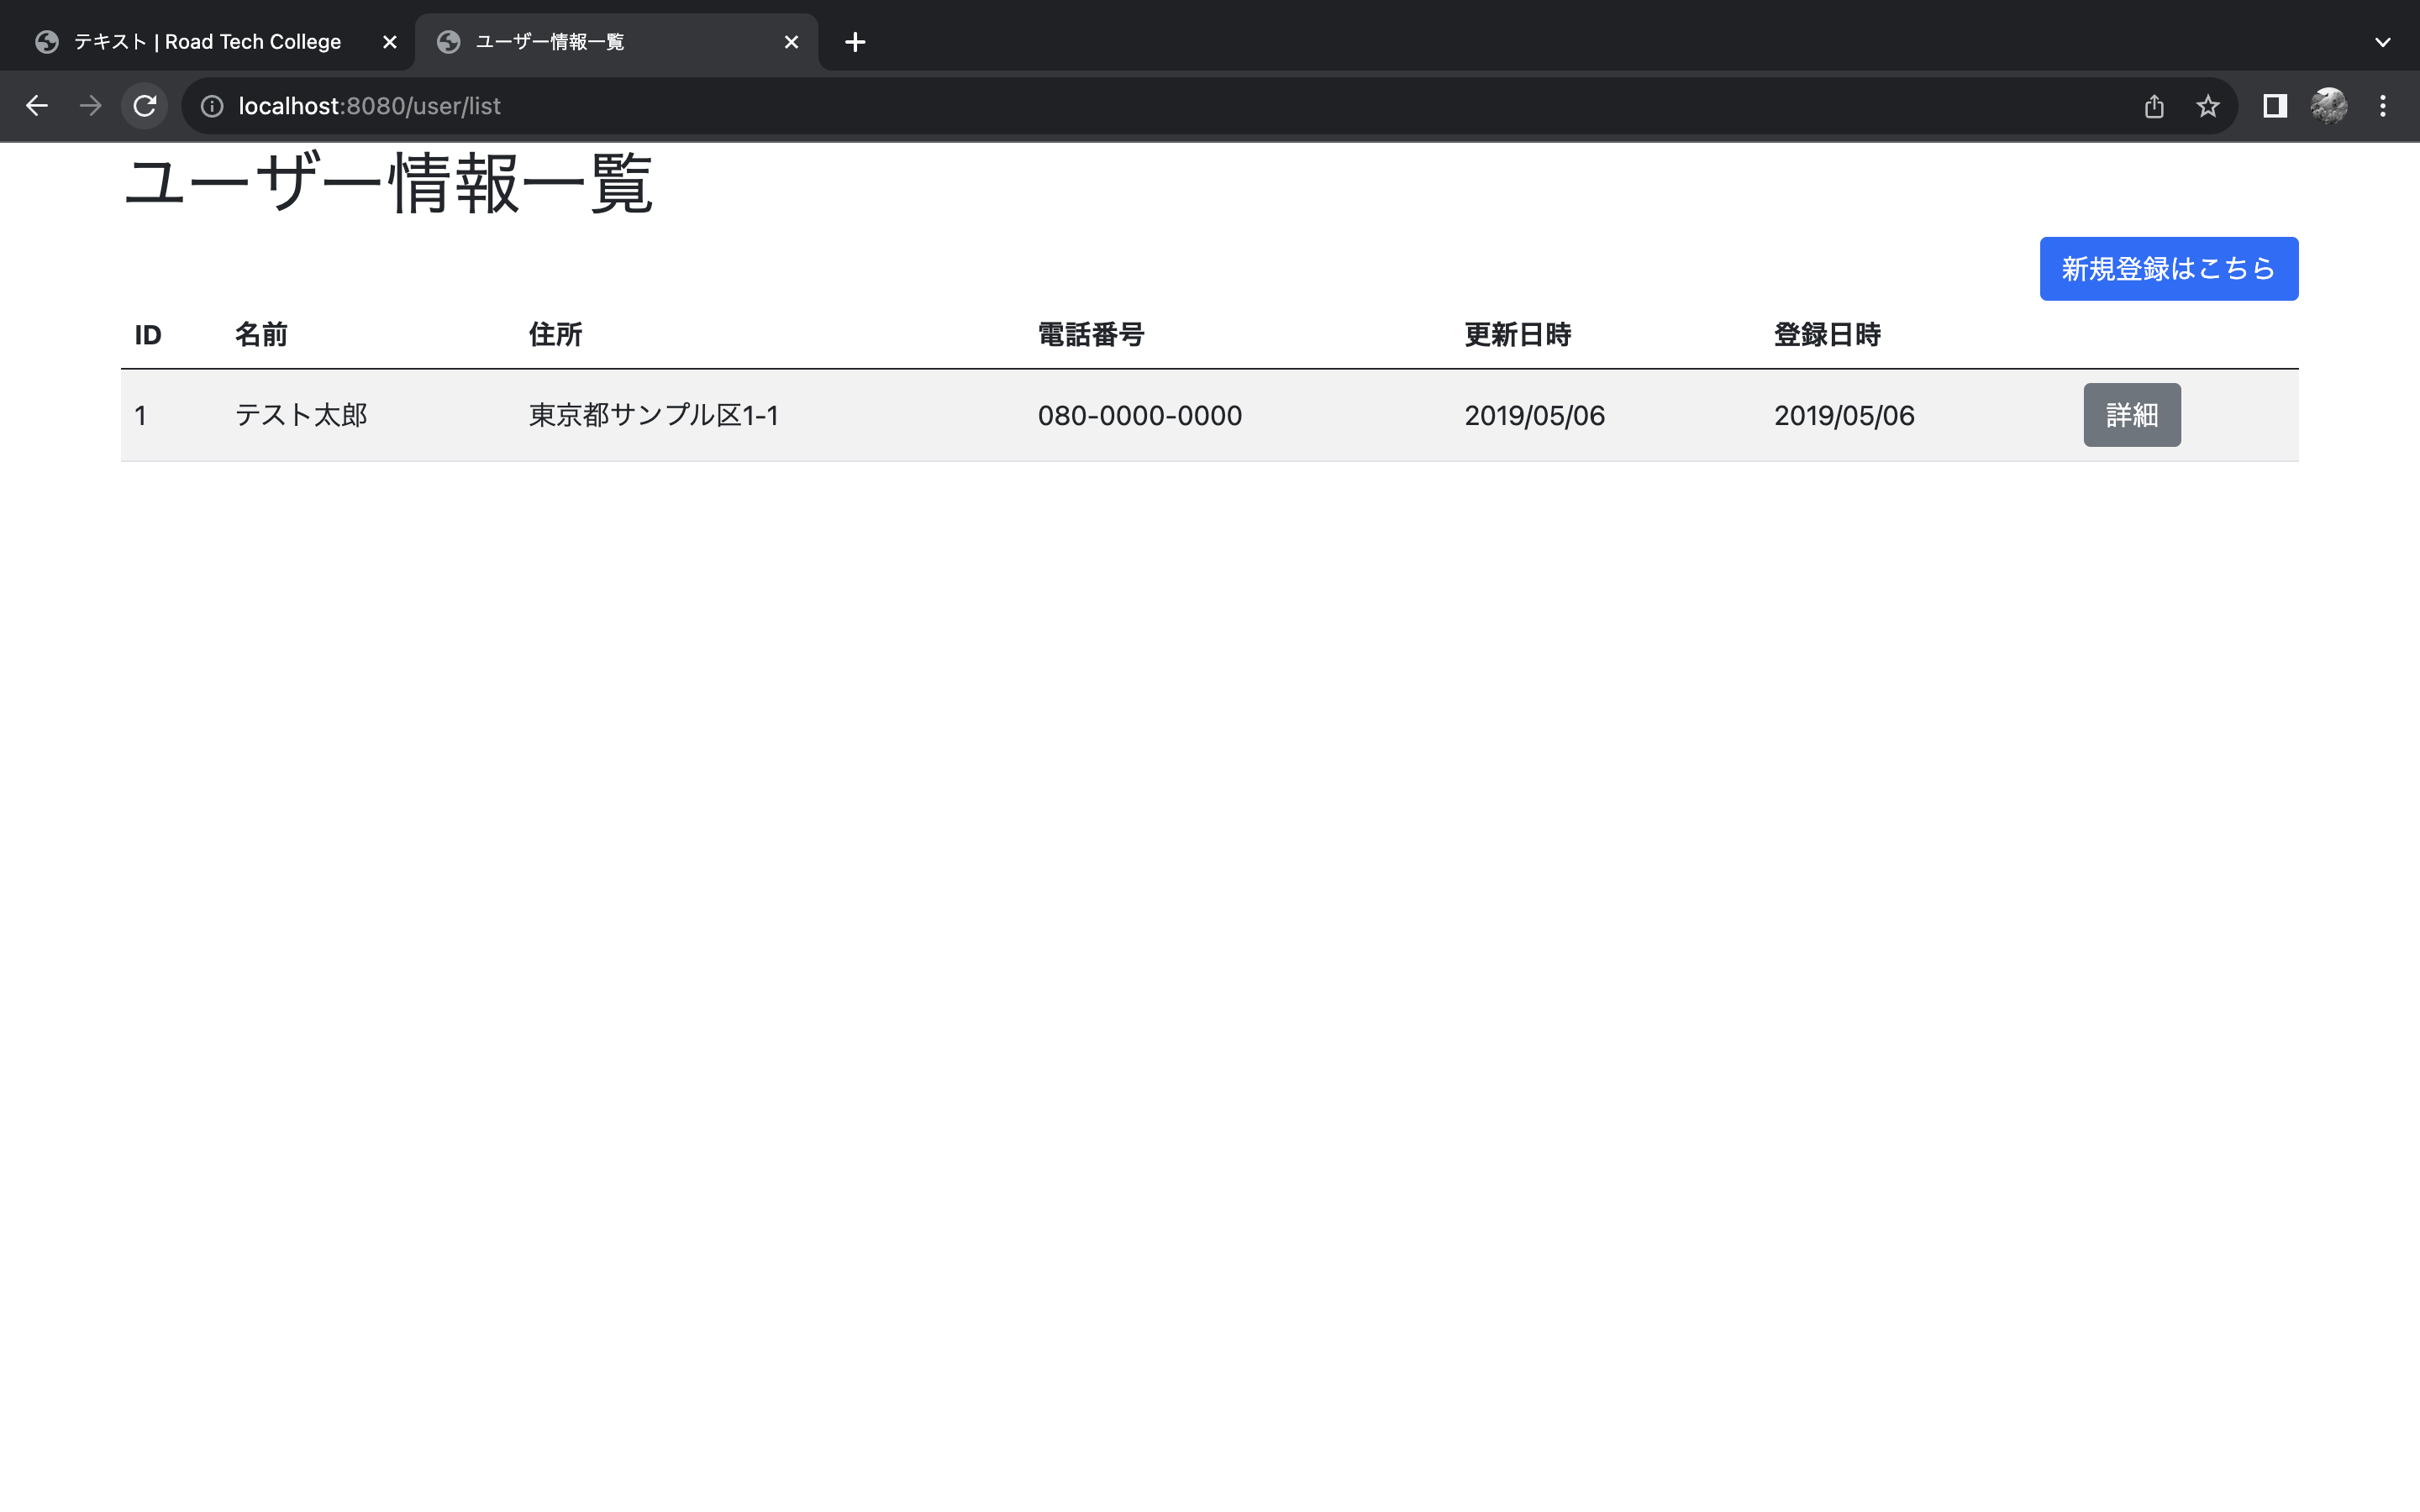 テキスト | Road Tech College
ユーザー情報一覧
localhost:8080/user/list
ユーザー情報一覧
新規登録はこちら
ID 名前 住所 電話番号 更新日時 登録日時
1 テスト太郎 東京都サンプル区1-1 080-0000-0000 2019/05/06 2019/05/06 詳細